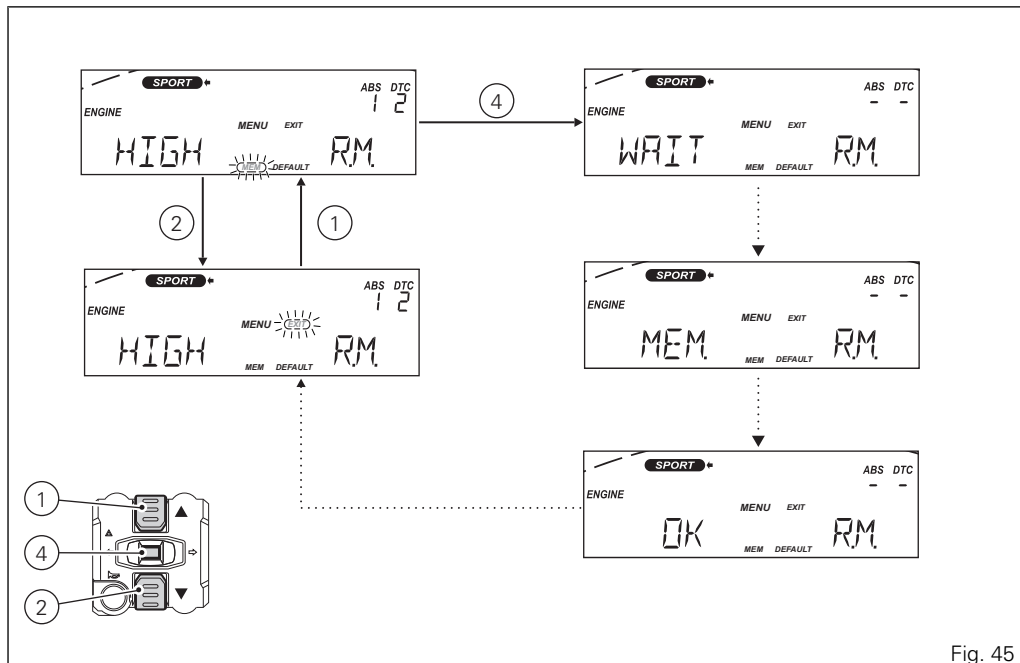 SPORT
ABS DTC
1 2
ENGINE
MENU EXIT
HIGH R.M.
MEM DEFAULT
4
SPORT
ABS DTC
- -
ENGINE
MENU EXIT
WAIT R.M.
MEM DEFAULT
2
1
SPORT
ABS DTC
1 2
ENGINE
MENU EXIT
HIGH R.M.
MEM DEFAULT
SPORT
ABS DTC
- -
ENGINE
MENU EXIT
MEM. R.M.
MEM DEFAULT
SPORT
ABS DTC
- -
ENGINE
MENU EXIT
OK R.M.
MEM DEFAULT
1
4
2
Fig. 45